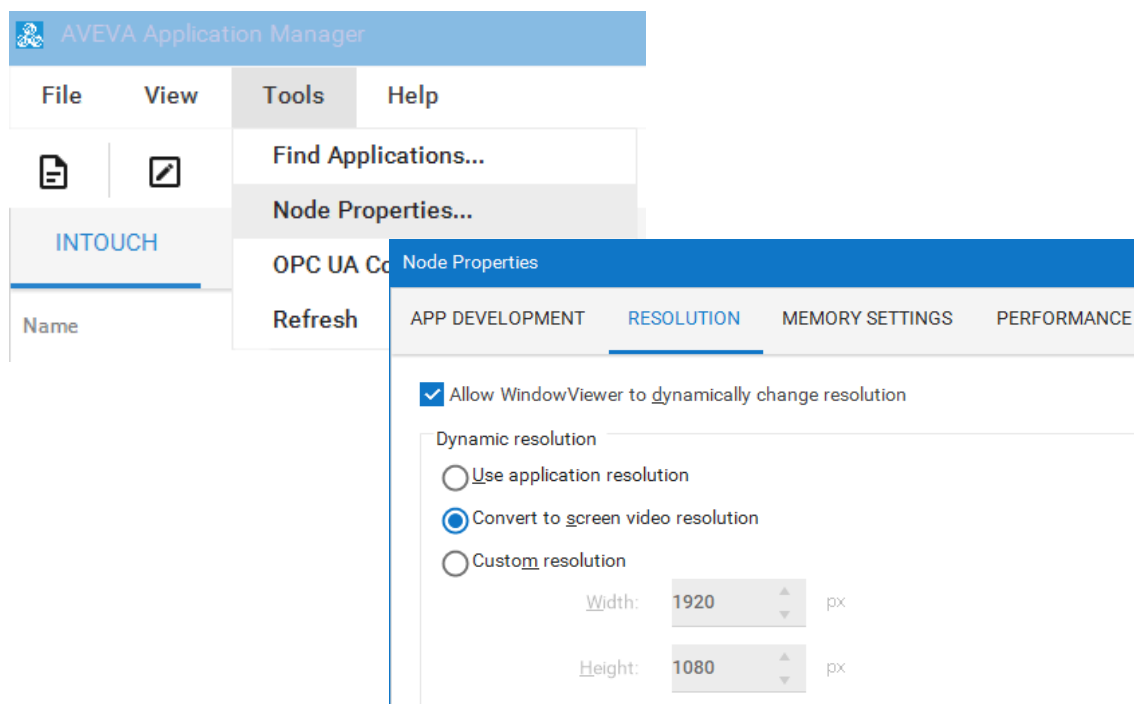 AVEVA Application Manager
File View Tools Help
Find Applications...
Node Properties...
INTOUCH
OPC UA
Refresh
Name
Node Properties
APP DEVELOPMENT RESOLUTION MEMORY SETTINGS PERFORMANCE
Allow WindowViewer to dynamically change resolution
Dynamic resolution
Use application resolution
Convert to screen video resolution
Custom resolution
Width: 1920 px
Height: 1080 px